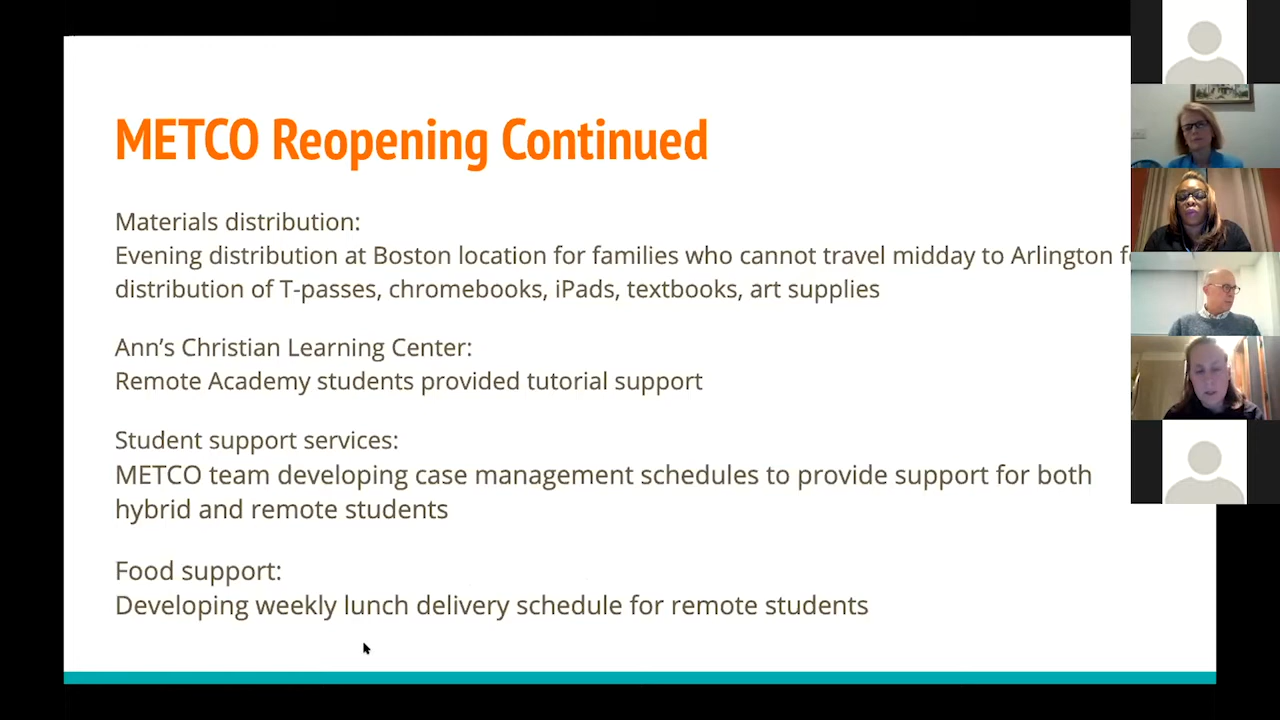 METCO Reopening Continued
Materials distribution:
Evening distribution at Boston location for families who cannot travel midday to Arlington
distribution of T-passes, chromebooks, iPads, textbooks, art supplies
Ann's Christian Learning Center:
Remote Academy students provided tutorial support
Student support services:
METCO team developing case management schedules to provide support for both
hybrid and remote students
Food support:
Developing weekly lunch delivery schedule for remote students